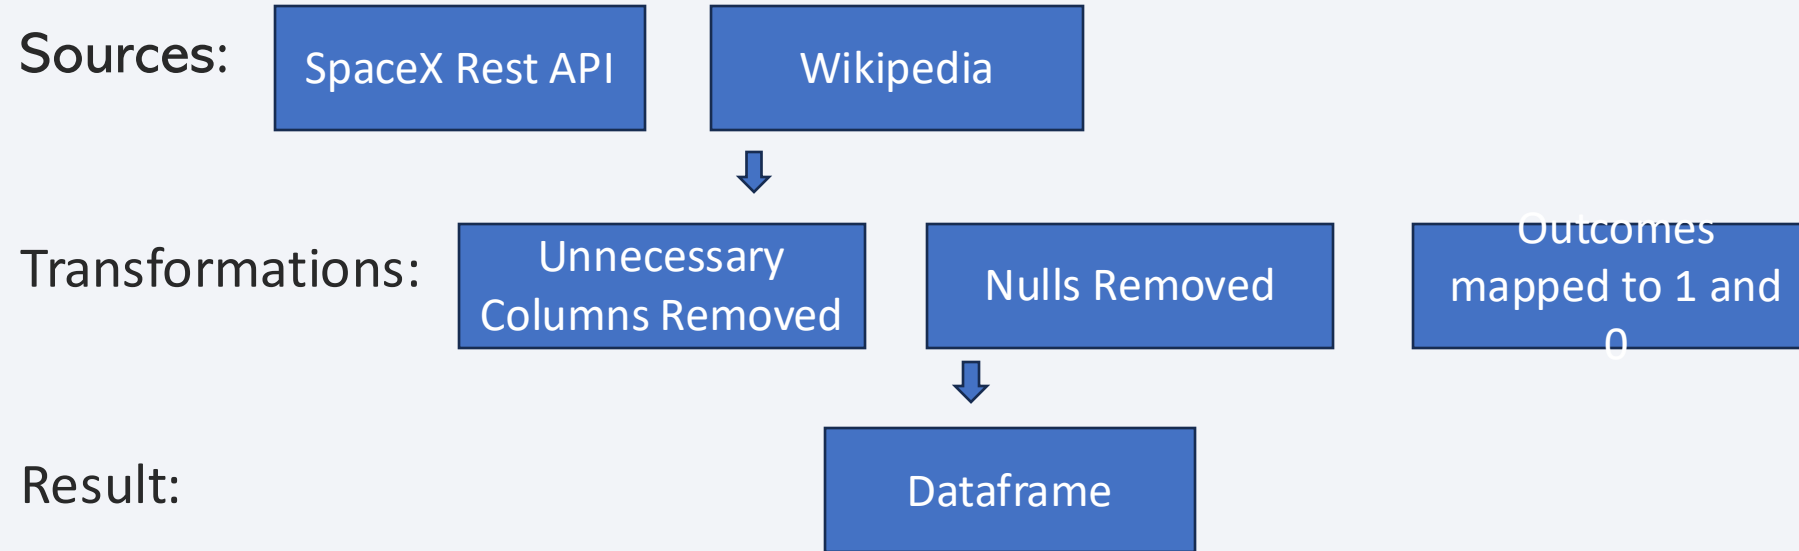 Sources:
SpaceX Rest API
Wikipedia
Transformations:
Unnecessary
Columns Removed
Nulls Removed
Outcomes
mapped to 1 and
0
Result:
Dataframe